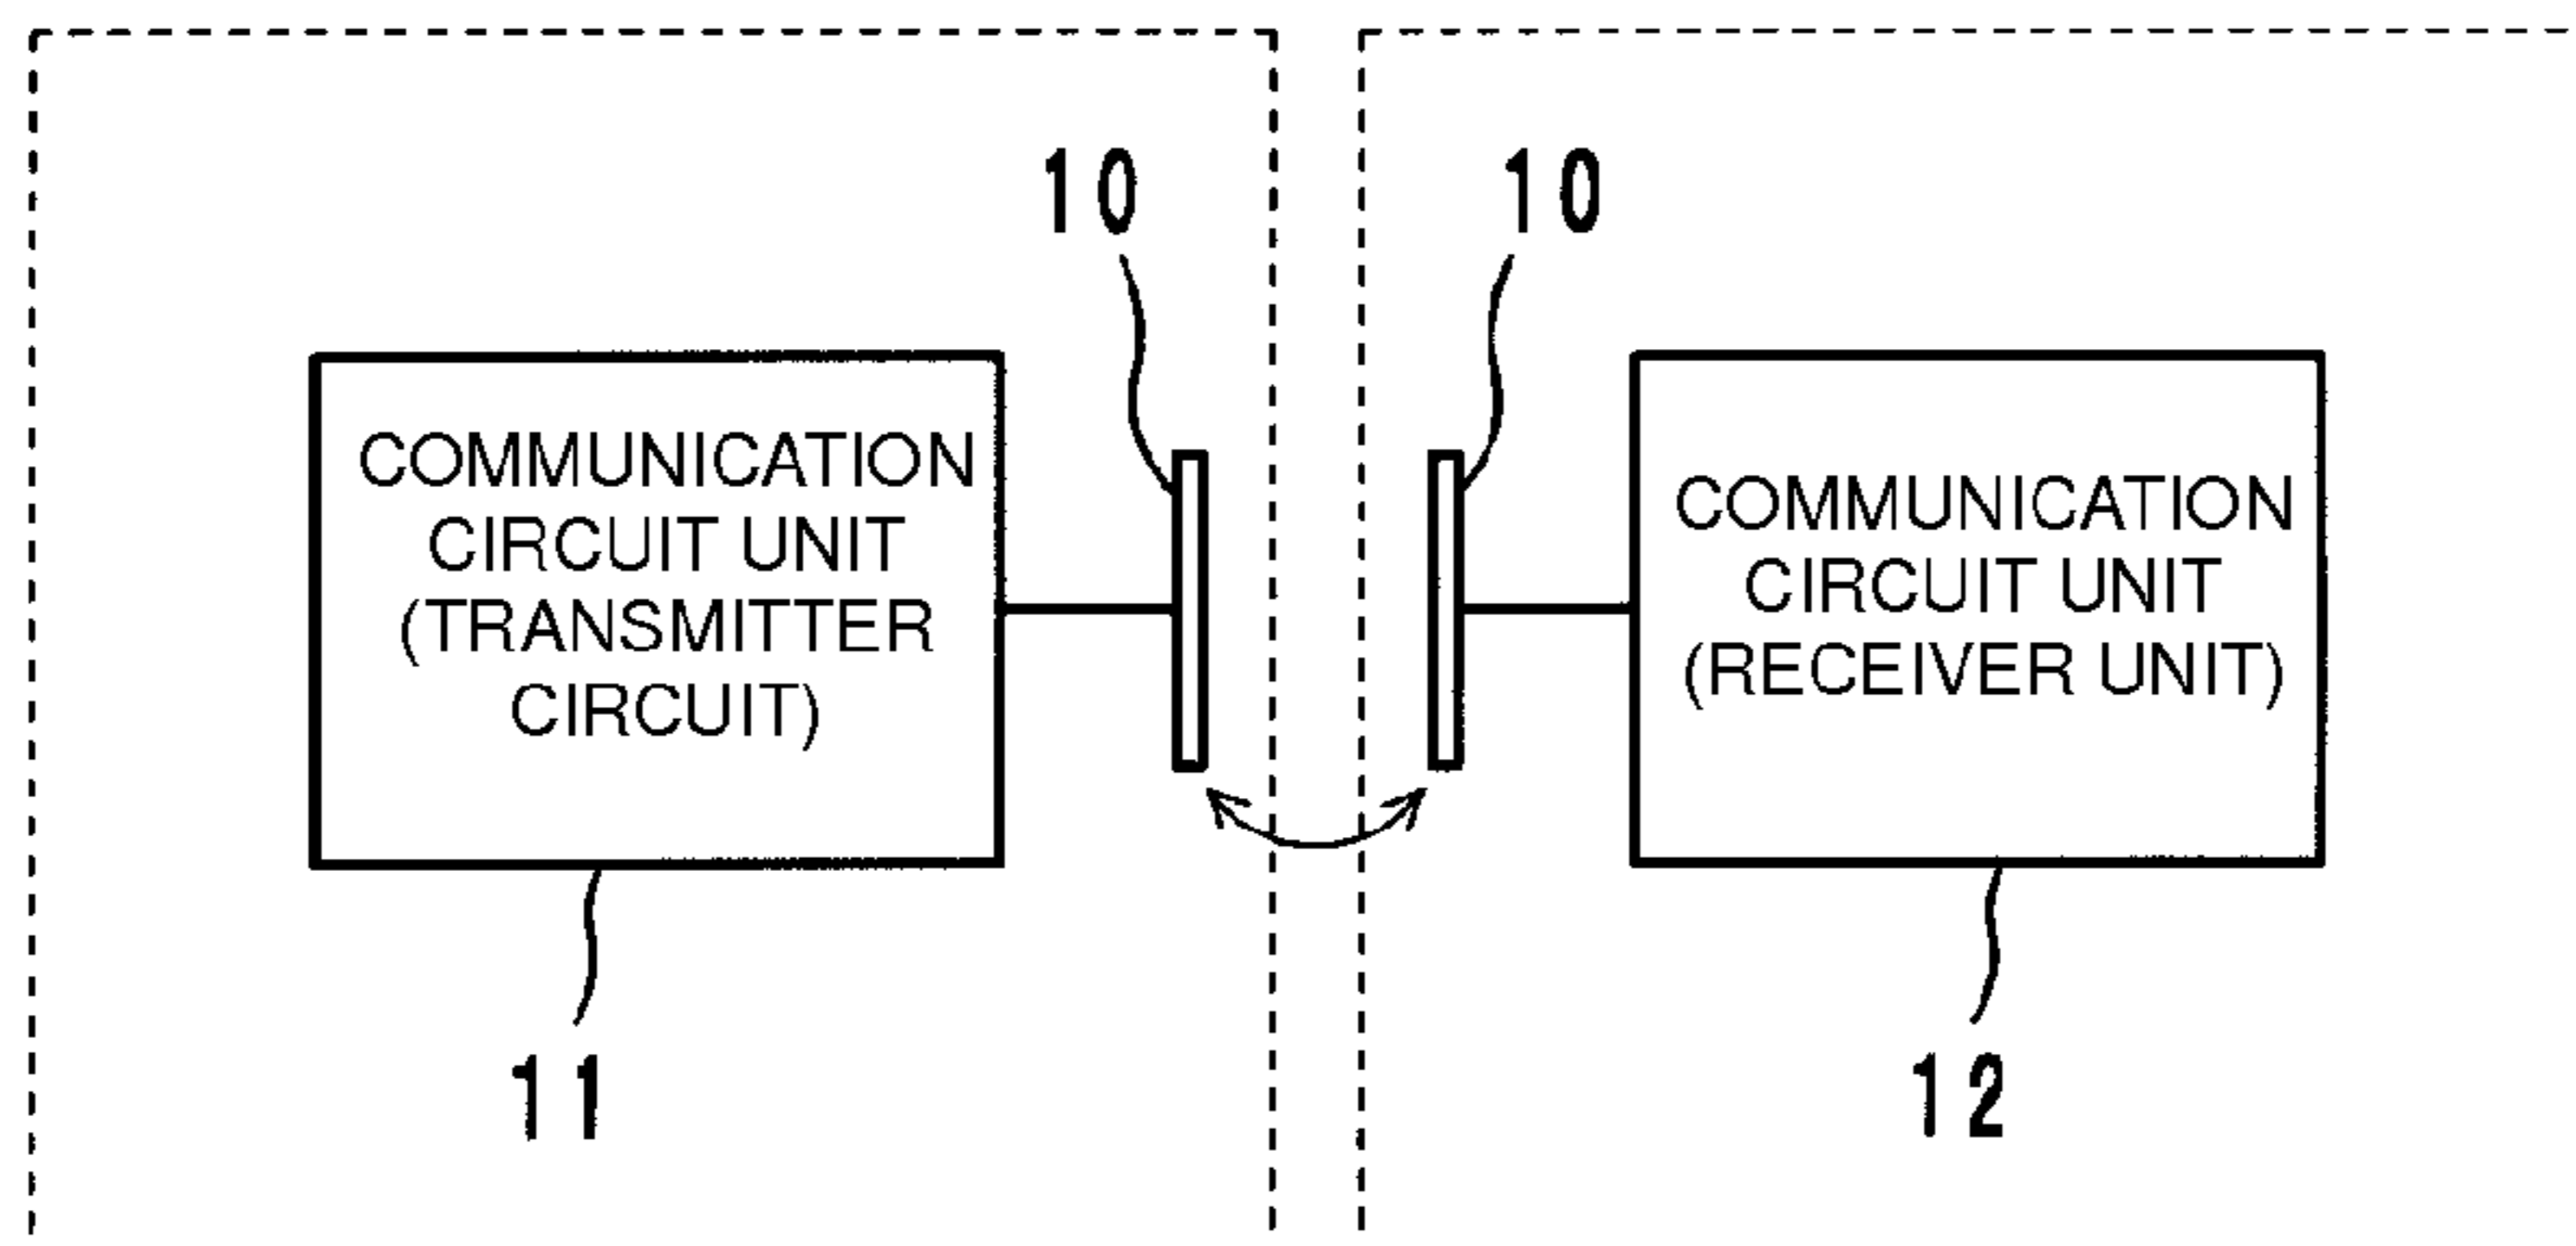 10
10
COMMUNICATION
CIRCUIT UNIT
(TRANSMITTER
CIRCUIT)
COMMUNICATION
CIRCUIT UNIT
(RECEIVER UNIT)
11
12